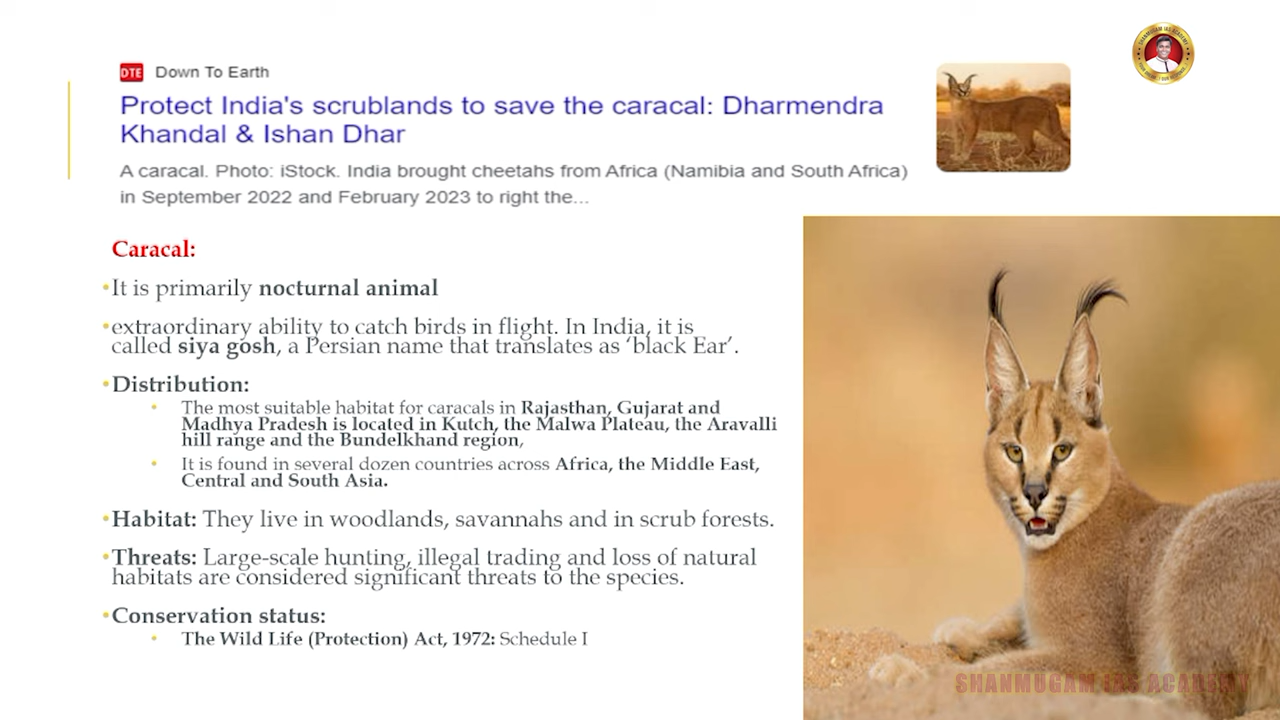 DTE Down To Earth
Protect India's scrublands to save the caracal: Dharmendra
Khandal & Ishan Dhar
A caracal. Photo: iStock. India brought cheetahs from Africa (Namibia and South Africa)
in September 2022 and February 2023 to right the...
Caracal:
•It is primarily nocturnal animal
•extraordinary ability to catch birds in flight. In India, it is
called siya gosh, a Persian name that translates as ‘black Ear’.
•Distribution:
• The most suitable habitat for caracals in Rajasthan, Gujarat and
Madhya Pradesh is located in Kutch, the Malwa Plateau, the Aravalli
hill range and the Bundelkhand region,
• It is found in several dozen countries across Africa, the Middle East,
Central and South Asia.
•Habitat: They live in woodlands, savannahs and in scrub forests.
•Threats: Large-scale hunting, illegal trading and loss of natural
habitats are considered significant threats to the species.
•Conservation status:
• The Wild Life (Protection) Act, 1972: Schedule I
SHANMUGAM IAS ACADEMY